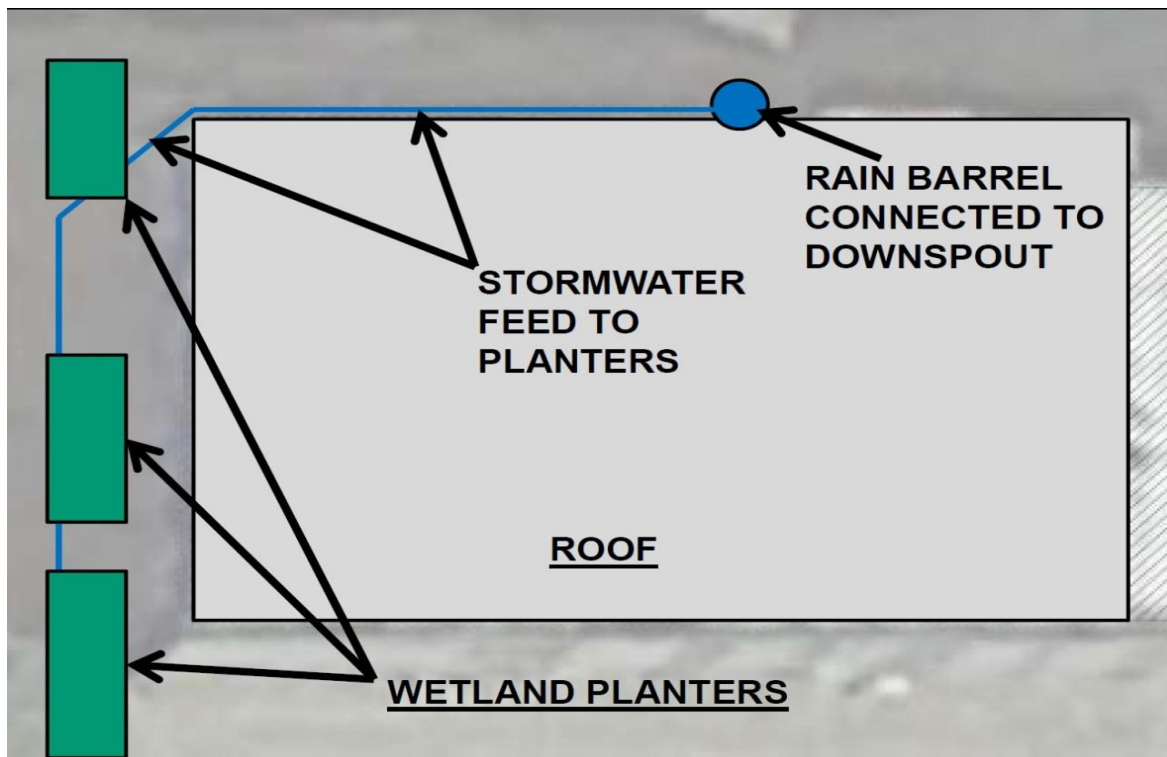 RAIN BARREL
CONNECTED TO
DOWNSPOUT
STORMWATER
FEED TO
PLANTERS
ROOF
WETLAND PLANTERS